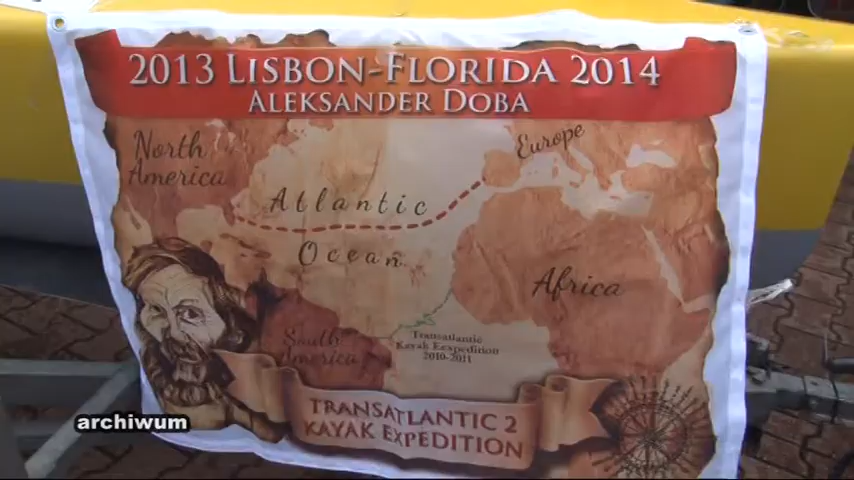 2013 LISBON-FLORIDA 2014
ALEKSANDER DOBA
North
America
Europe
Atlantic
Ocean
Africa
South
America
Transatlantic
Kayak Eexpedition
2010-2011
TRANSATLANTIC 2
KAYAK EXPEDITION
archiwum